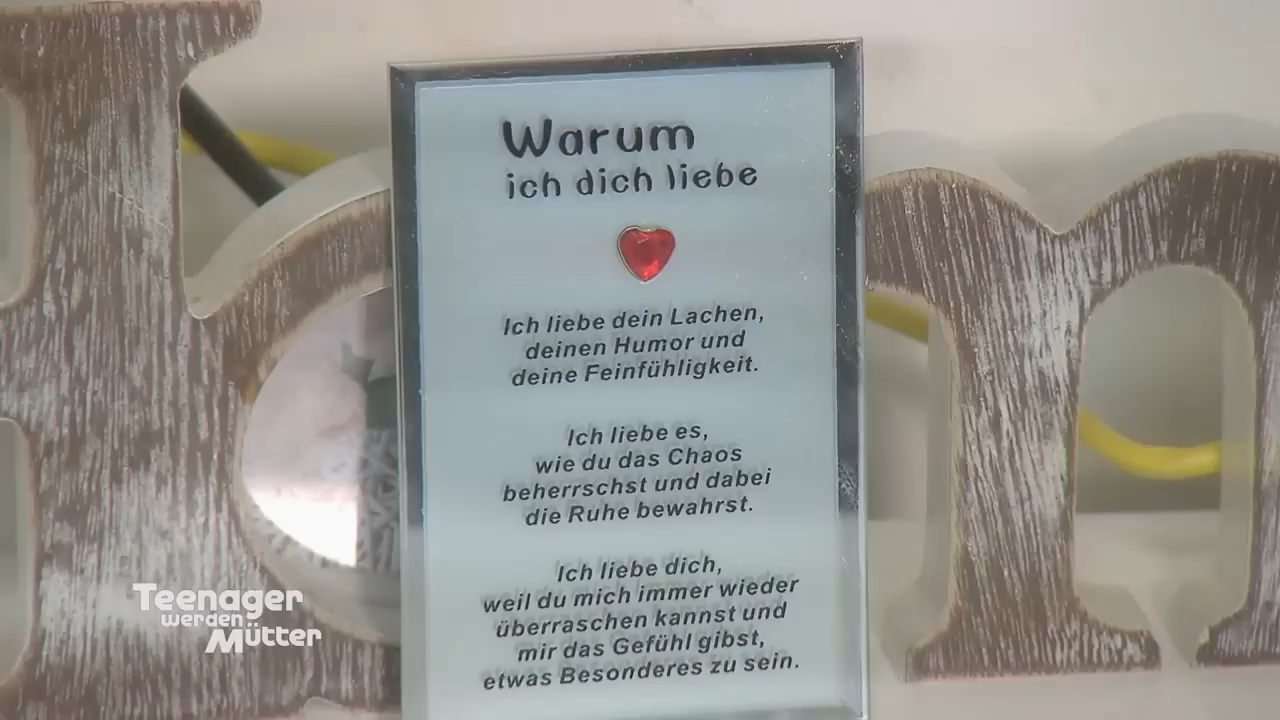 Warum
ich dich liebe
Ich liebe dein Lachen,
deinen Humor und
deine Feinfühligkeit.
Ich liebe es,
wie du das Chaos
beherrschst und dabei
die Ruhe bewahrst.
Ich liebe dich,
weil du mich immer wieder
überraschen kannst und
mir das Gefühl gibst,
etwas Besonderes zu sein.
Teenager
werden
Mütter